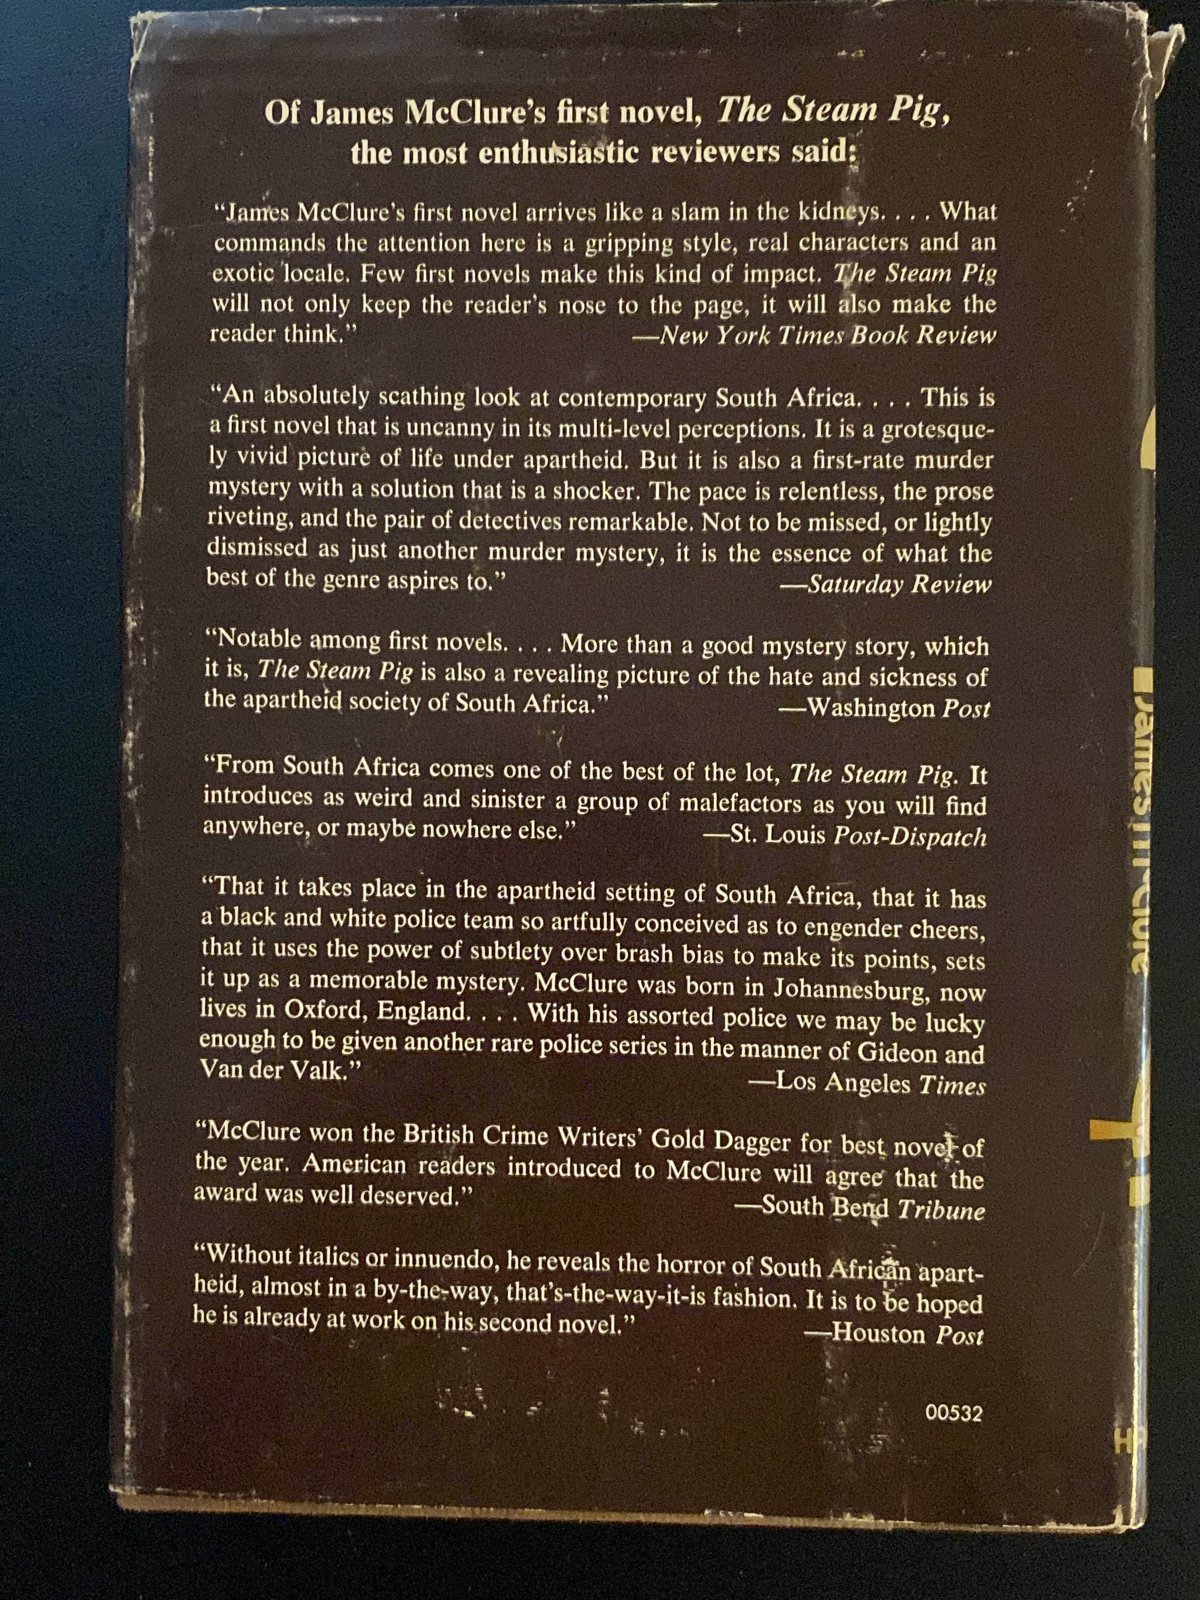 Of James McClure's first novel, The Steam Pig,
the most enthusiastic reviewers said:
“James McClure's first novel arrives like a slam in the kidneys. . . . What
commands the attention here is a gripping style, real characters and an
exotic locale. Few first novels make this kind of impact. The Steam Pig
will not only keep the reader's nose to the page, it will also make the
reader think.” —New York Times Book Review
“An absolutely scathing look at contemporary South Africa. . . . This is
a first novel that is uncanny in its multi-level perceptions. It is a grotesque-
ly vivid picture of life under apartheid. But it is also a first-rate murder
mystery with a solution that is a shocker. The pace is relentless, the prose
riveting, and the pair of detectives remarkable. Not to be missed, or lightly
dismissed as just another murder mystery, it is the essence of what the
best of the genre aspires to.” —Saturday Review
“Notable among first novels. . . . More than a good mystery story, which
it is, The Steam Pig is also a revealing picture of the hate and sickness of
the apartheid society of South Africa.” —Washington Post
“From South Africa comes one of the best of the lot, The Steam Pig. It
introduces as weird and sinister a group of malefactors as you will find
anywhere, or maybe nowhere else.” —St. Louis Post-Dispatch
“That it takes place in the apartheid setting of South Africa, that it has
a black and white police team so artfully conceived as to engender cheers,
that it uses the power of subtlety over brash bias to make its points, sets
it up as a memorable mystery. McClure was born in Johannesburg, now
lives in Oxford, England. . . . With his assorted police we may be lucky
enough to be given another rare police series in the manner of Gideon and
Van der Valk.” —Los Angeles Times
“McClure won the British Crime Writers' Gold Dagger for best novel of
the year. American readers introduced to McClure will agree that the
award was well deserved.” —South Bend Tribune
“Without italics or innuendo, he reveals the horror of South African apart-
heid, almost in a by-the-way, that's-the-way-it-is fashion. It is to be hoped
he is already at work on his second novel.” —Houston Post
00532
James McClure